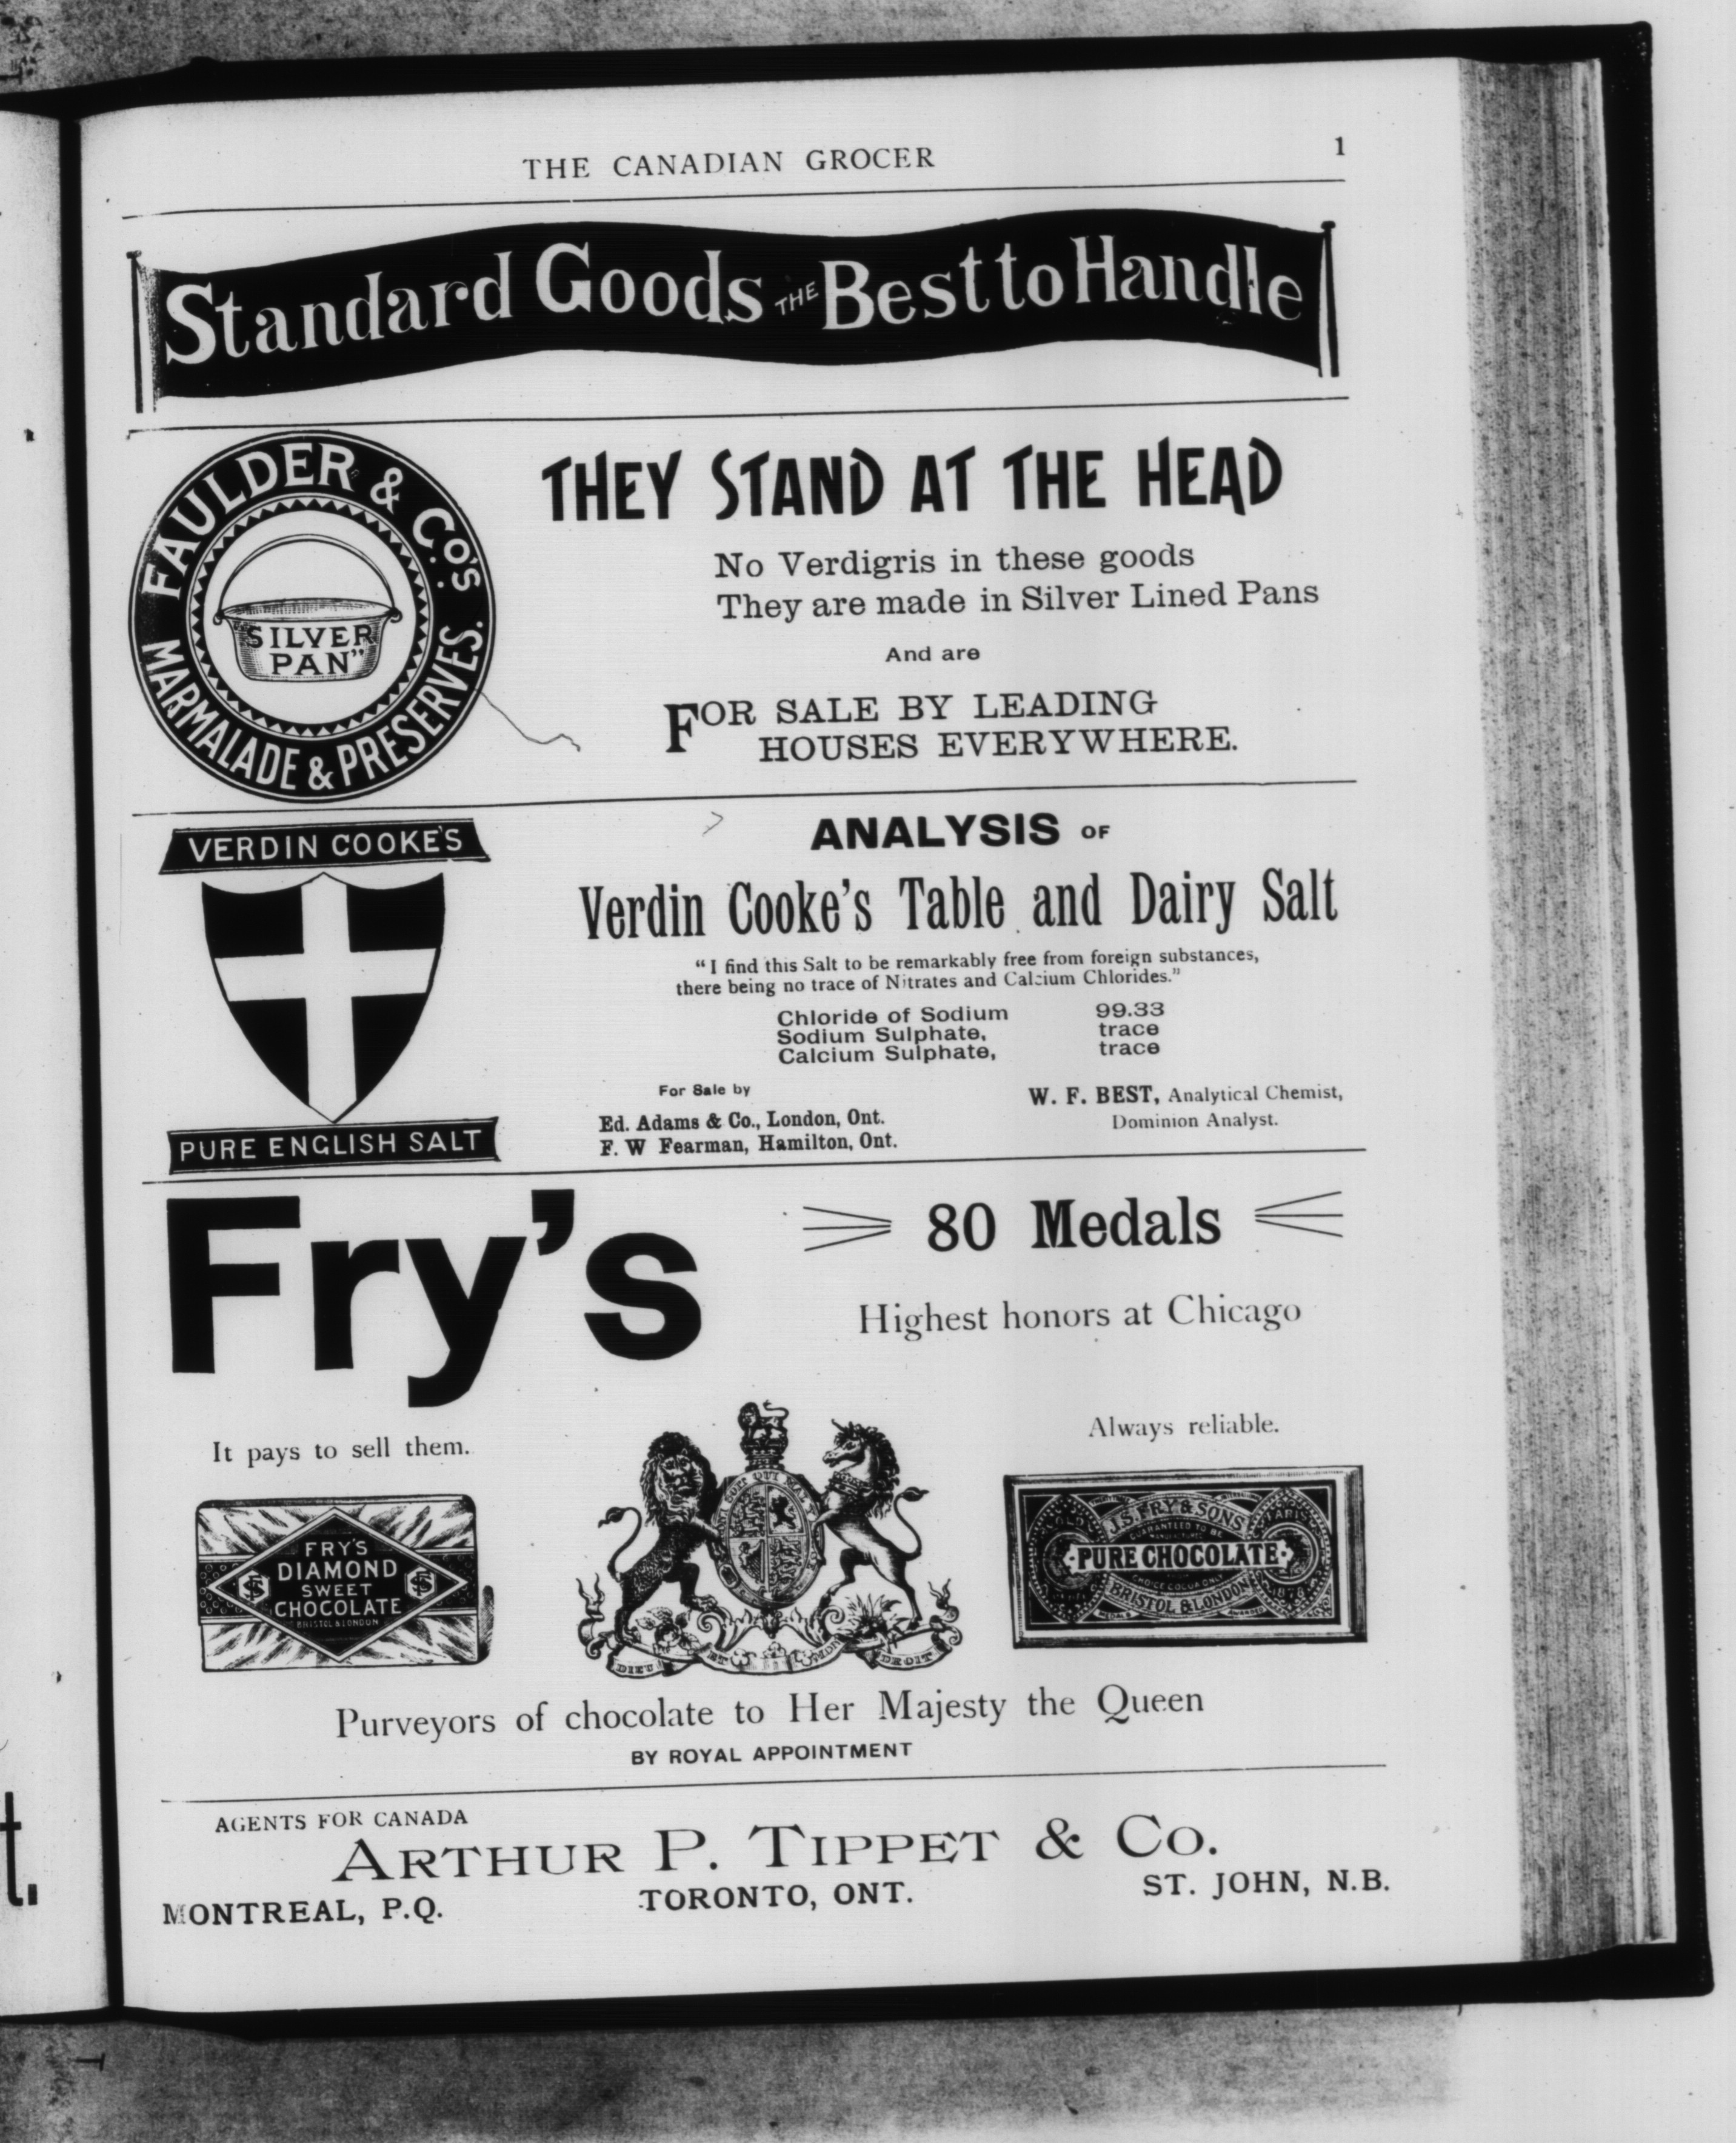 THE CANADIAN GROCER
1
Standard Goods THE Best to Handle
FAULDER & CO'S.
"SILVER
PAN"
MARMALADE & PRESERVES.
THEY STAND AT THE HEAD
No Verdigris in these goods
They are made in Silver Lined Pans
And are
FOR SALE BY LEADING
HOUSES EVERYWHERE.
VERDIN COOKE'S
PURE ENGLISH SALT
ANALYSIS OF
Verdin Cooke's Table and Dairy Salt
"I find this Salt to be remarkably free from foreign substances,
there being no trace of Nitrates and Calcium Chlorides."
Chloride of Sodium 99.33
Sodium Sulphate, trace
Calcium Sulphate, trace
For Sale by
Ed. Adams & Co., London, Ont.
F. W Fearman, Hamilton, Ont.
W. F. BEST, Analytical Chemist,
Dominion Analyst.
Fry's
80 Medals
Highest honors at Chicago
It pays to sell them.
Always reliable.
FRY'S
DIAMOND
SWEET
CHOCOLATE
BRISTOL & LONDON
DIEU ET MON DROIT
J.S. FRY & SONS
GUARANTEED TO BE
PURE CHOCOLATE
CHOICE COCOA ONLY
BRISTOL & LONDON
PARIS
1878
Purveyors of chocolate to Her Majesty the Queen
BY ROYAL APPOINTMENT
AGENTS FOR CANADA
ARTHUR P. TIPPET & CO.
MONTREAL, P.Q.
TORONTO, ONT.
ST. JOHN, N.B.
t.